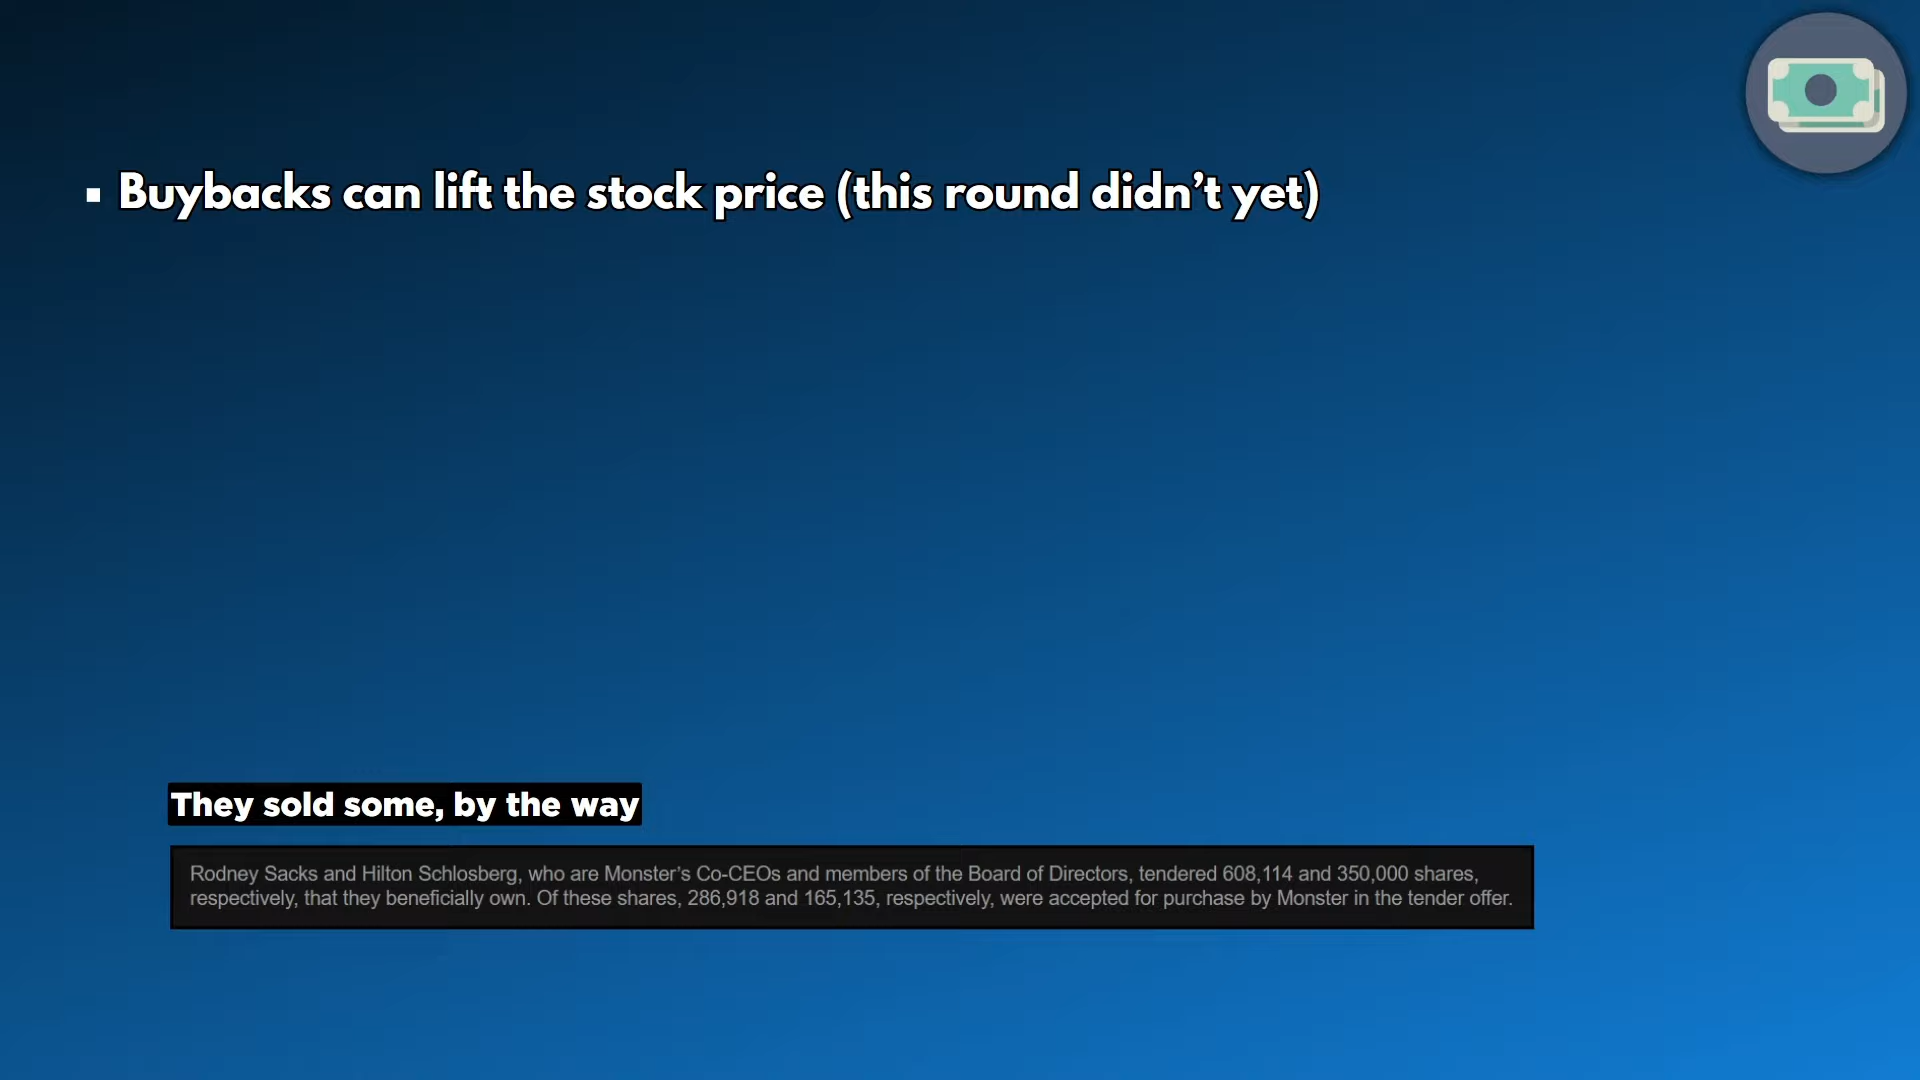 ▪ Buybacks can lift the stock price (this round didn’t yet)
They sold some, by the way
Rodney Sacks and Hilton Schlosberg, who are Monster’s Co-CEOs and members of the Board of Directors, tendered 608,114 and 350,000 shares,
respectively, that they beneficially own. Of these shares, 286,918 and 165,135, respectively, were accepted for purchase by Monster in the tender offer.